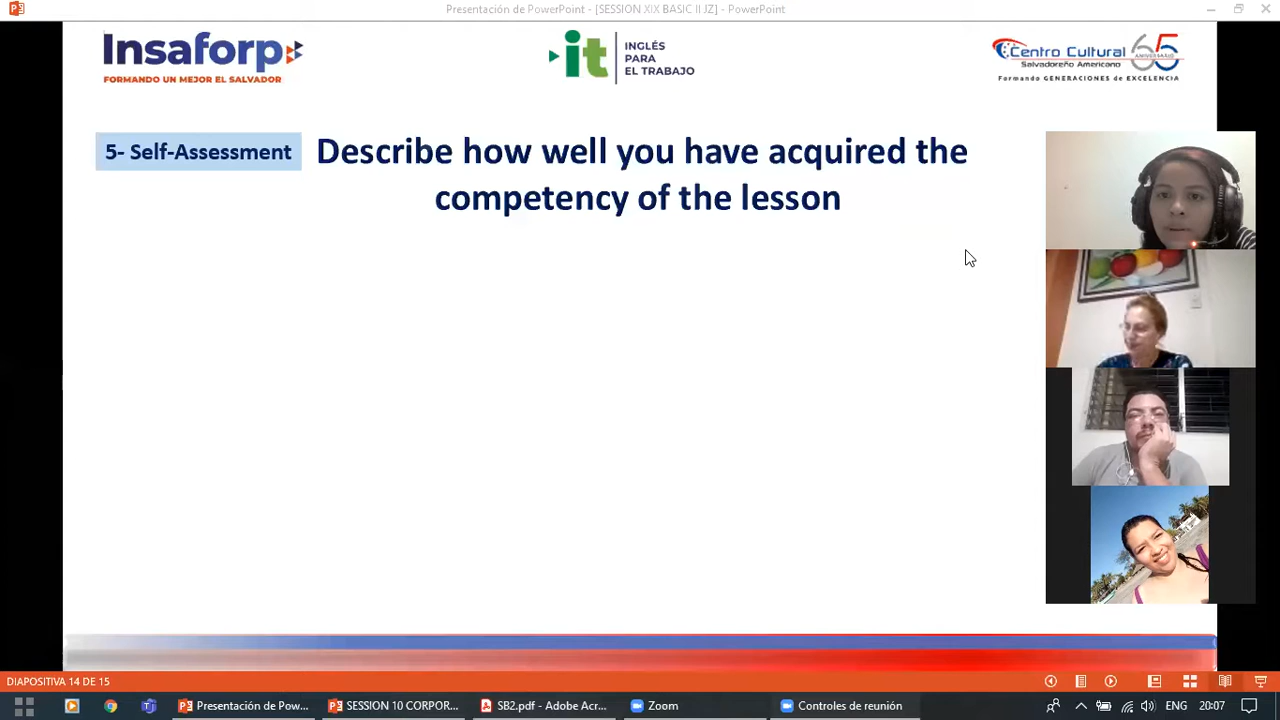 Presentación de PowerPoint - [SESSION XIX BASIC II JZ] - PowerPoint
Insaforp
FORMANDO UN MEJOR EL SALVADOR
it
INGLÉS
PARA
EL TRABAJO
Centro Cultural 65
ANIVERSARIO
Salvadoreño Americano
Formando GENERACIONES de EXCELENCIA
5- Self-Assessment
Describe how well you have acquired the
competency of the lesson
DIAPOSITIVA 14 DE 15
Presentación de Pow...
SESSION 10 CORPOR...
SB2.pdf - Adobe Acr...
Zoom
Controles de reunión
ENG
20:07